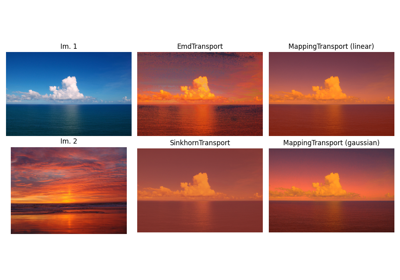 Im. 1
EmdTransport
MappingTransport (linear)
Im. 2
SinkhornTransport
MappingTransport (gaussian)